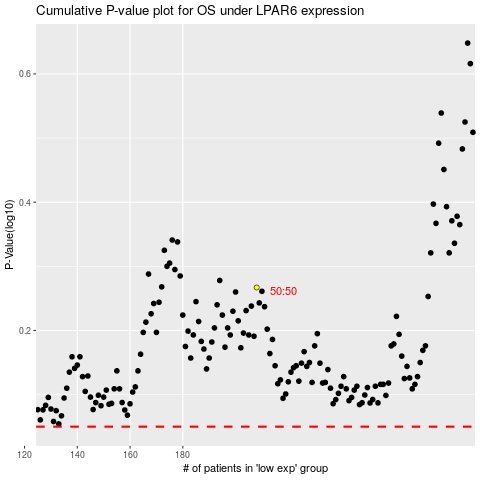 Cumulative P-value plot for OS under LPAR6 expression
P-Value(log10)
0.6
0.4
0.2
50:50
120 140 160 180
# of patients in 'low exp' group